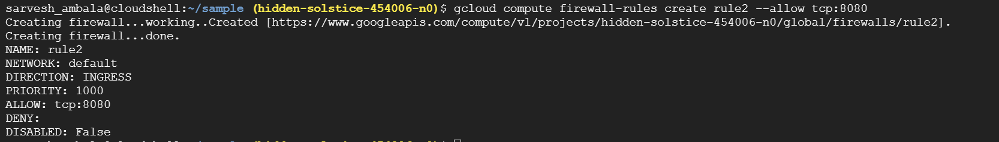 sarvesh_ambala@cloudshell:~/sample (hidden-solstice-454006-n0)$ gcloud compute firewall-rules create rule2 --allow tcp:8080
Creating firewall...working..Created [https://www.googleapis.com/compute/v1/projects/hidden-solstice-454006-n0/global/firewalls/rule2].
Creating firewall...done.
NAME: rule2
NETWORK: default
DIRECTION: INGRESS
PRIORITY: 1000
ALLOW: tcp:8080
DENY:
DISABLED: False